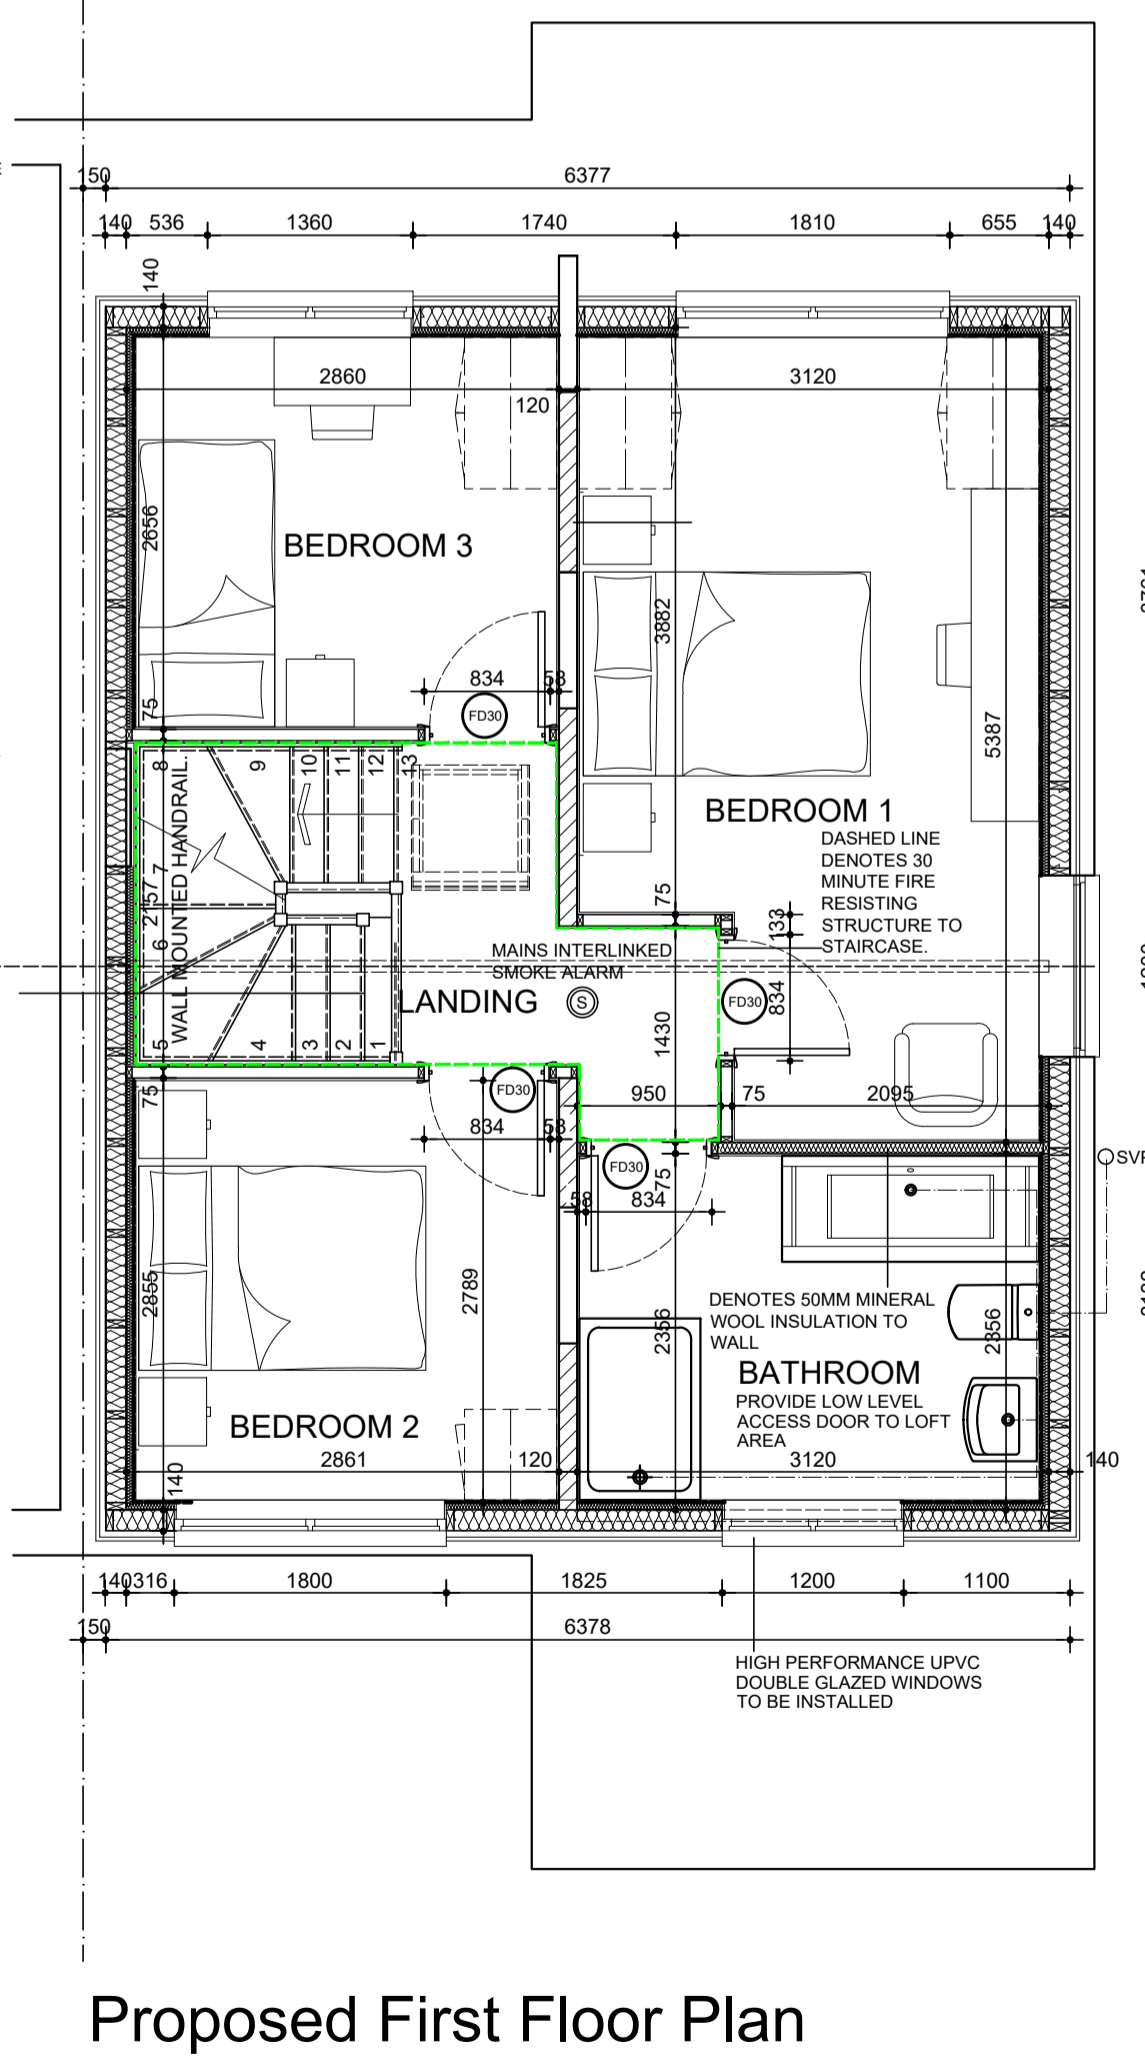 150
6377
140 536 1360 1740 1810 655 140
140
2860
3120
120
2656
BEDROOM 3
3882
834
58
FD30
75
5387
8 9 10 11 12 13
BEDROOM 1
DASHED LINE
DENOTES 30
MINUTE FIRE
RESISTING
STRUCTURE TO
STAIRCASE.
WALL MOUNTED HANDRAIL.
7
2157
6
75
133
MAINS INTERLINKED
SMOKE ALARM
LANDING
S
FD30
834
1430
5 4 3 2 1
75
FD30
950
75
2095
834
58
FD30
75
834
SVP
2855
2789
DENOTES 50MM MINERAL
WOOL INSULATION TO
WALL
2356
2356
BATHROOM
PROVIDE LOW LEVEL
ACCESS DOOR TO LOFT
AREA
BEDROOM 2
2861
120
3120
140
140
140 316 1800 1825 1200 1100
150
6378
HIGH PERFORMANCE UPVC
DOUBLE GLAZED WINDOWS
TO BE INSTALLED
Proposed First Floor Plan